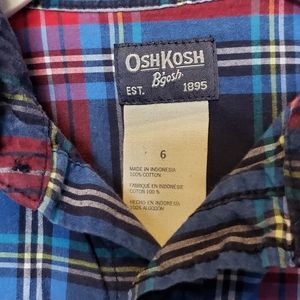 OSHKOSH
B'gosh
EST. 1895
6
MADE IN INDONESIA
100% COTTON
FABRIQUÉ EN INDONÉSIE
COTON 100 %
HECHO EN INDONESIA
100% ALGODÓN